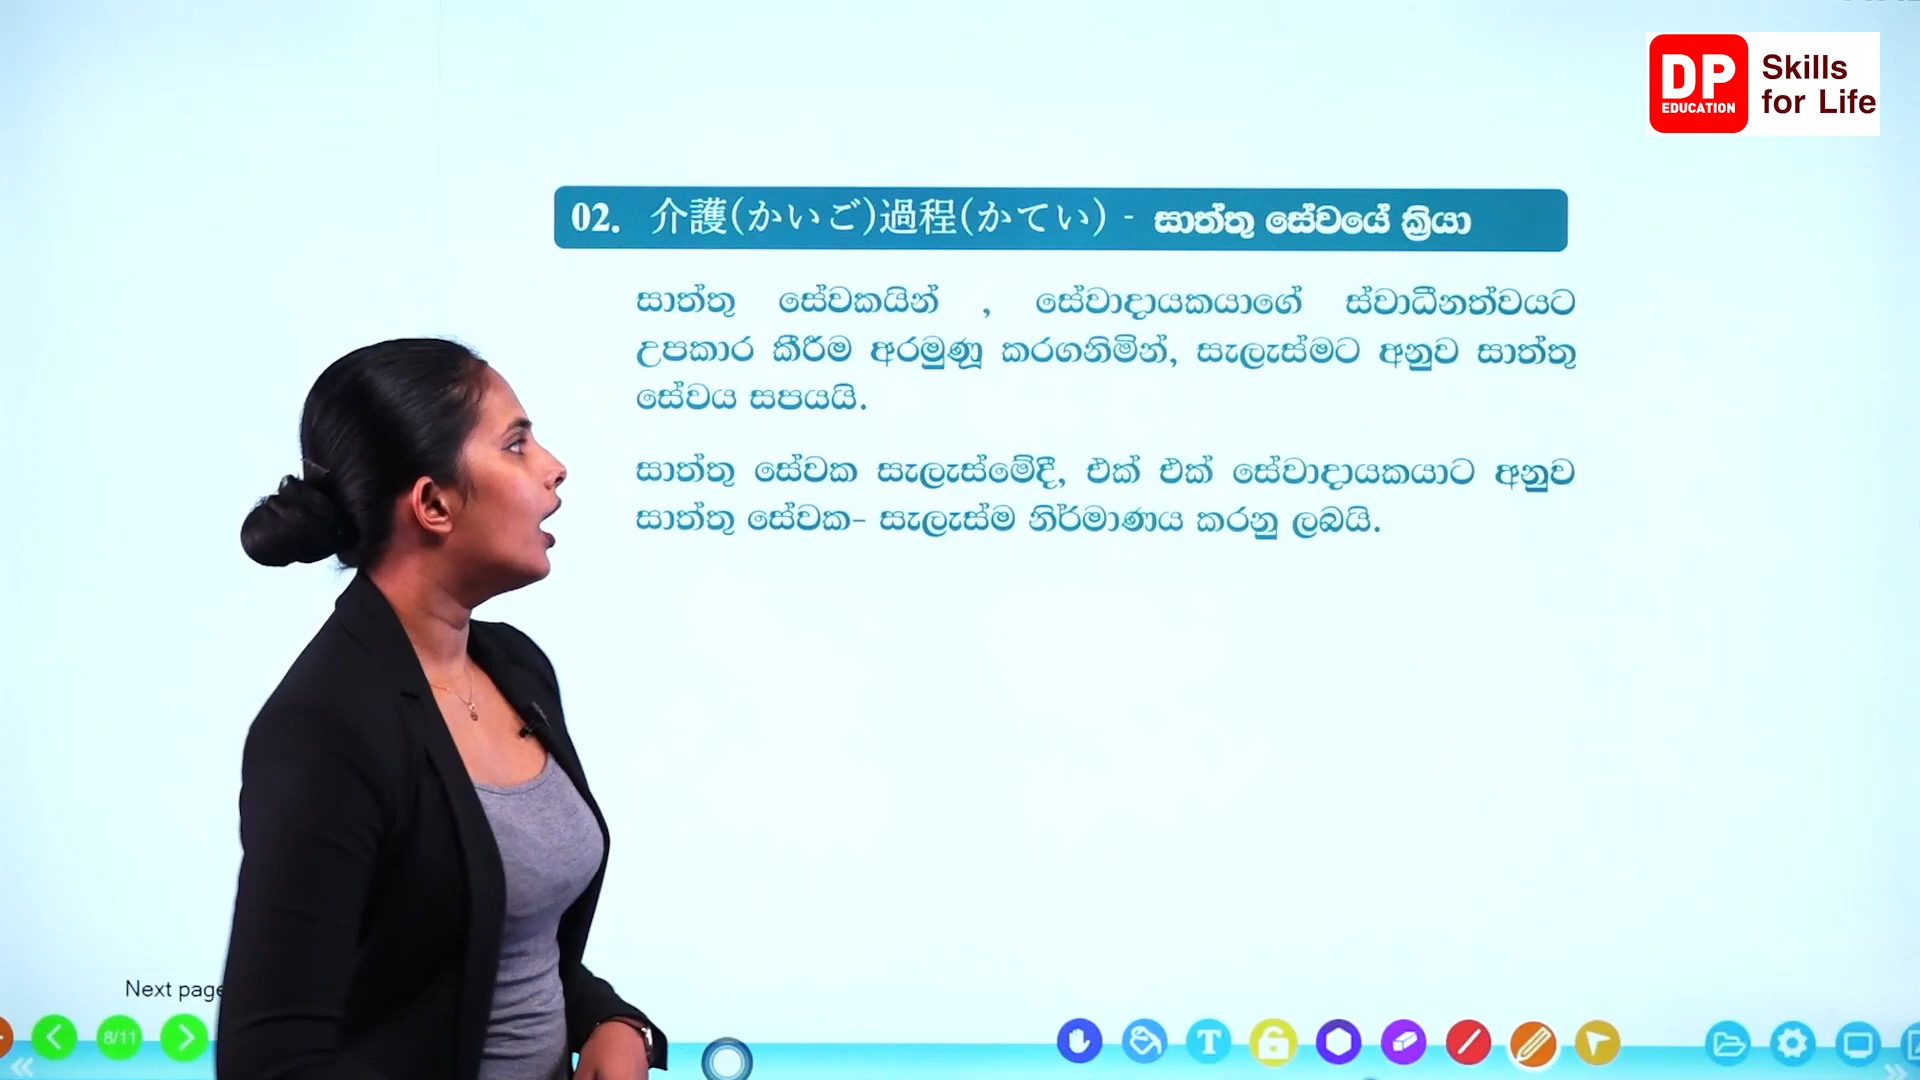 DP
EDUCATION
Skills
for Life
02. 介護(かいご)過程(かてい) - සාත්තු සේවයේ ක්‍රියා
සාත්තු සේවකයින් , සේවාදායකයාගේ ස්වාධීනත්වයට
උපකාර කිරීම අරමුණු කරගනිමින්, සැලැස්මට අනුව සාත්තු
සේවය සපයයි.
සාත්තු සේවක සැලැස්මේදී, එක් එක් සේවාදායකයාට අනුව
සාත්තු සේවක- සැලැස්ම නිර්මාණය කරනු ලබයි.
Next page
8/11
T